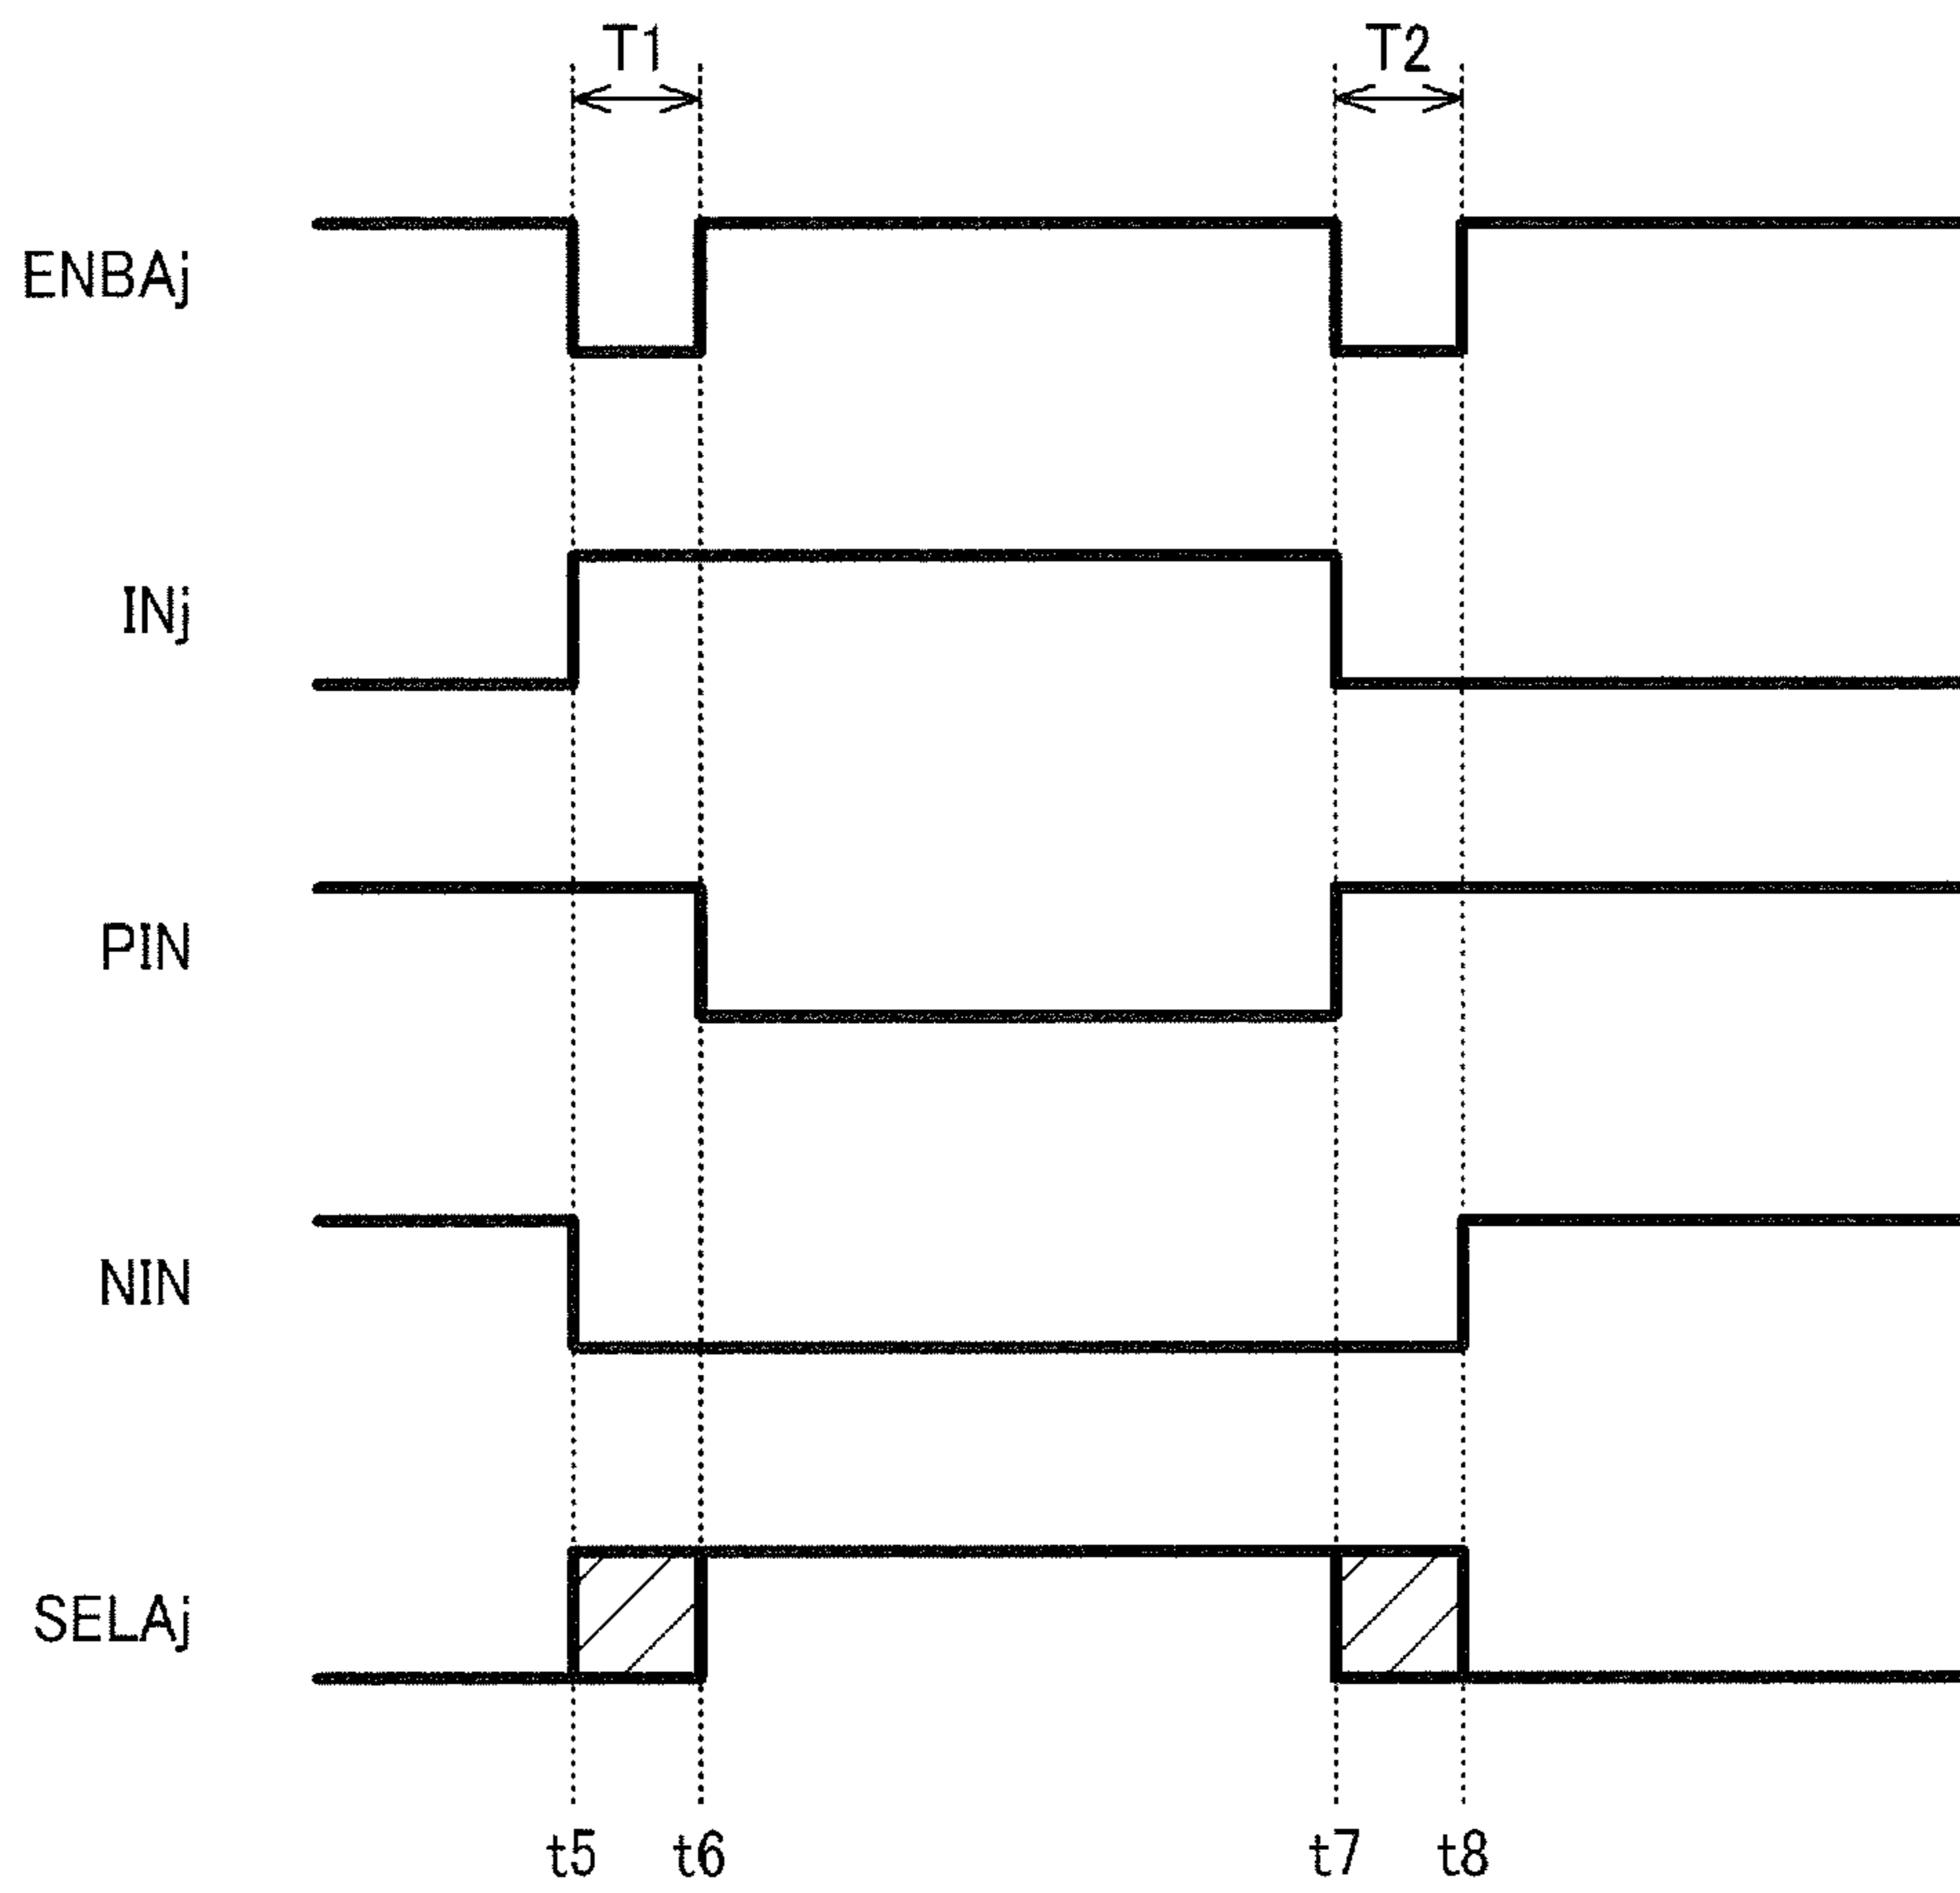 T1 T2
ENBAj
INj
PIN
NIN
SELAj
t5 t6 t7 t8